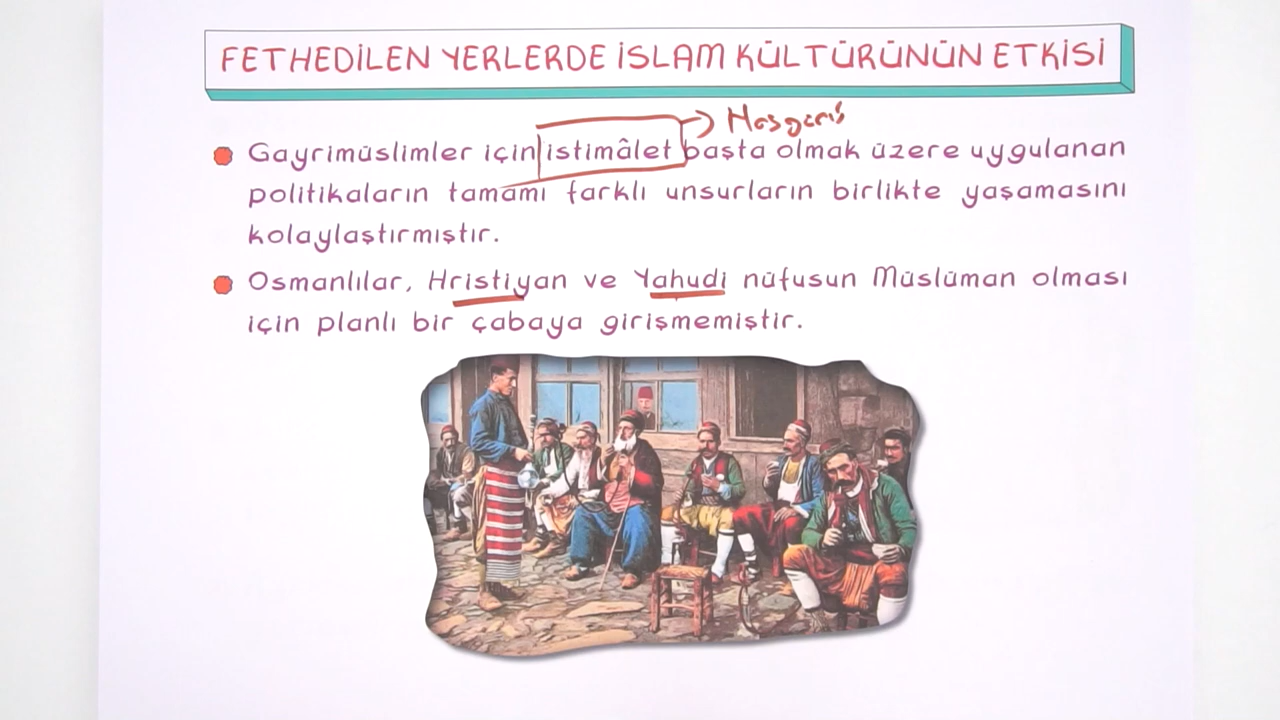 FETHEDİLEN YERLERDE İSLAM KÜLTÜRÜNÜN ETKİSİ
Hoşgörü
Gayrimüslimler için istimâlet başta olmak üzere uygulanan
politikaların tamamı farklı unsurların birlikte yaşamasını
kolaylaştırmıştır.
Osmanlılar, Hristiyan ve Yahudi nüfusun Müslüman olması
için planlı bir çabaya girişmemiştir.